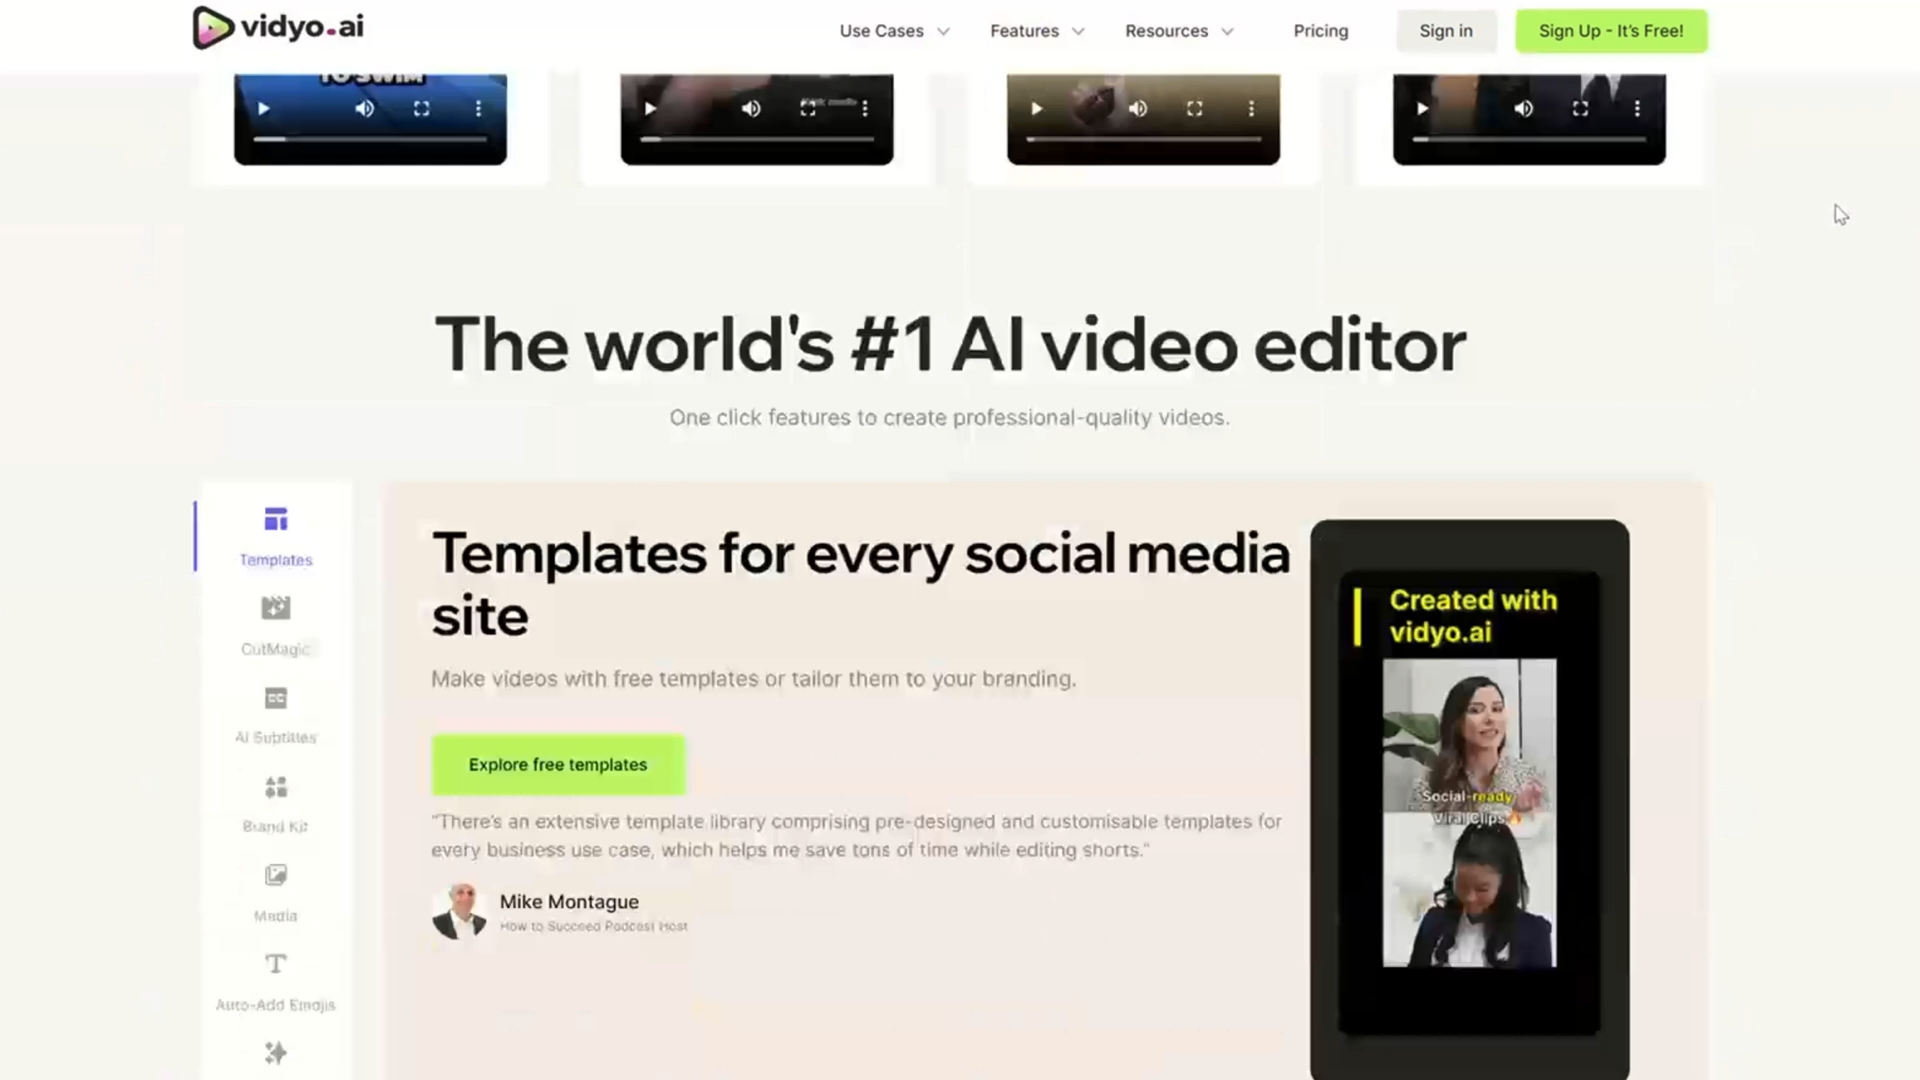 vidyo.ai
Use Cases
Features
Resources
Pricing
Sign in
Sign Up - It's Free!
TO SWIM
The world's #1 AI video editor
One click features to create professional-quality videos.
Templates
CutMagic
AI Subtitles
Brand Kit
Media
Auto-Add Emojis
Templates for every social media
site
Make videos with free templates or tailor them to your branding.
Explore free templates
"There's an extensive template library comprising pre-designed and customisable templates for
every business use case, which helps me save tons of time while editing shorts."
Mike Montague
How to Succeed Podcast Host
Created with
vidyo.ai
Social-ready
Viral Clips🔥